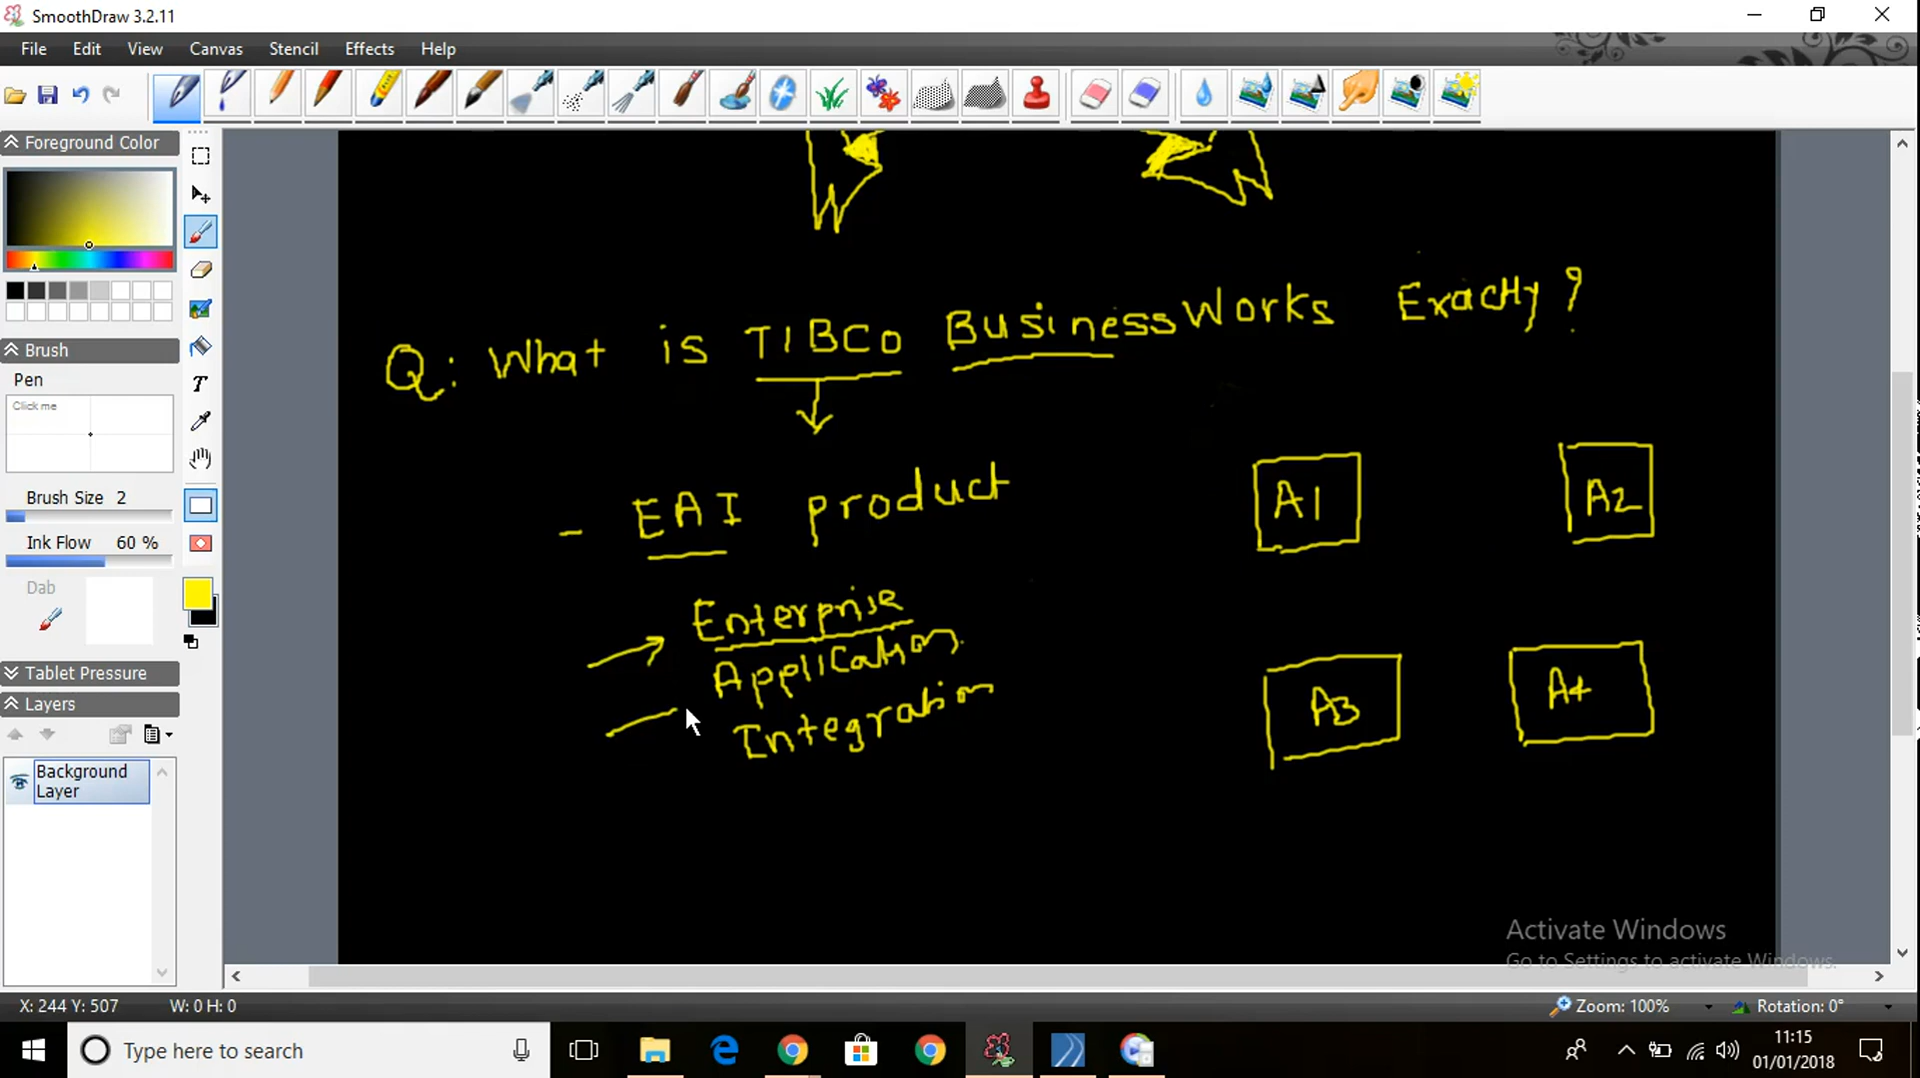 SmoothDraw 3.2.11
File Edit View Canvas Stencil Effects Help
Foreground Color
Brush
Pen
Click me
Brush Size 2
Ink Flow 60 %
Dab
Tablet Pressure
Layers
Background
Layer
Q: What is TIBCO BusinessWorks Exactly?
- EAI product
Enterprise
Application
Integration
A1 A2
A3 A4
Activate Windows
Go to Settings to activate Windows.
X: 244 Y: 507 W: 0 H: 0 Zoom: 100% Rotation: 0°
Type here to search
11:15
01/01/2018